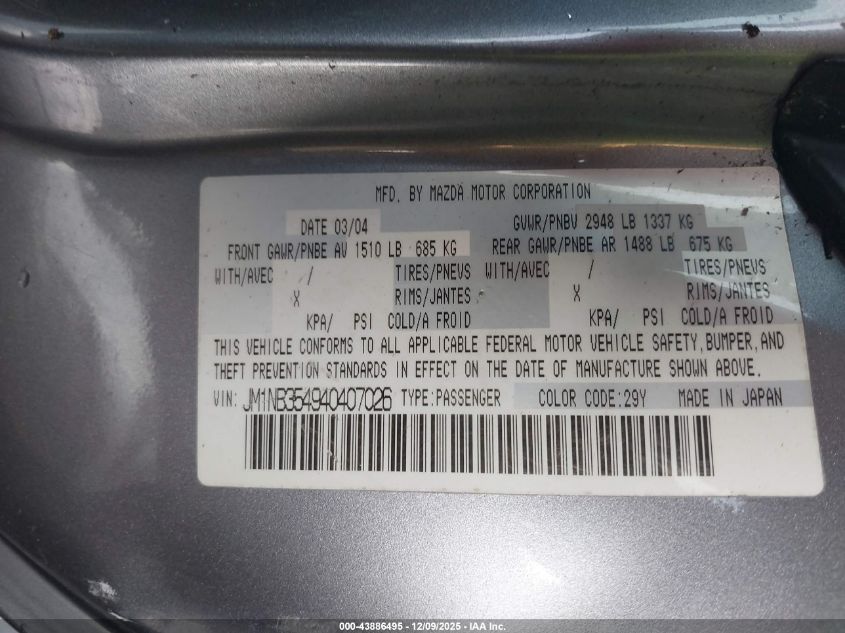 MFD. BY MAZDA MOTOR CORPORATION
DATE 03/04 GVWR/PNBV 2948 LB 1337 KG
FRONT GAWR/PNBE AV 1510 LB 685 KG REAR GAWR/PNBE AR 1488 LB 675 KG
WITH/AVEC / TIRES/PNEUS WITH/AVEC / TIRES/PNEUS
X RIMS/JANTES X RIMS/JANTES
KPA/ PSI COLD/A FROID KPA/ PSI COLD/A FROID
THIS VEHICLE CONFORMS TO ALL APPLICABLE FEDERAL MOTOR VEHICLE SAFETY, BUMPER, AND
THEFT PREVENTION STANDARDS IN EFFECT ON THE DATE OF MANUFACTURE SHOWN ABOVE.
VIN: JM1NB354940407026 TYPE:PASSENGER COLOR CODE:29Y MADE IN JAPAN
000-43886495 • 12/09/2025 • IAA Inc.